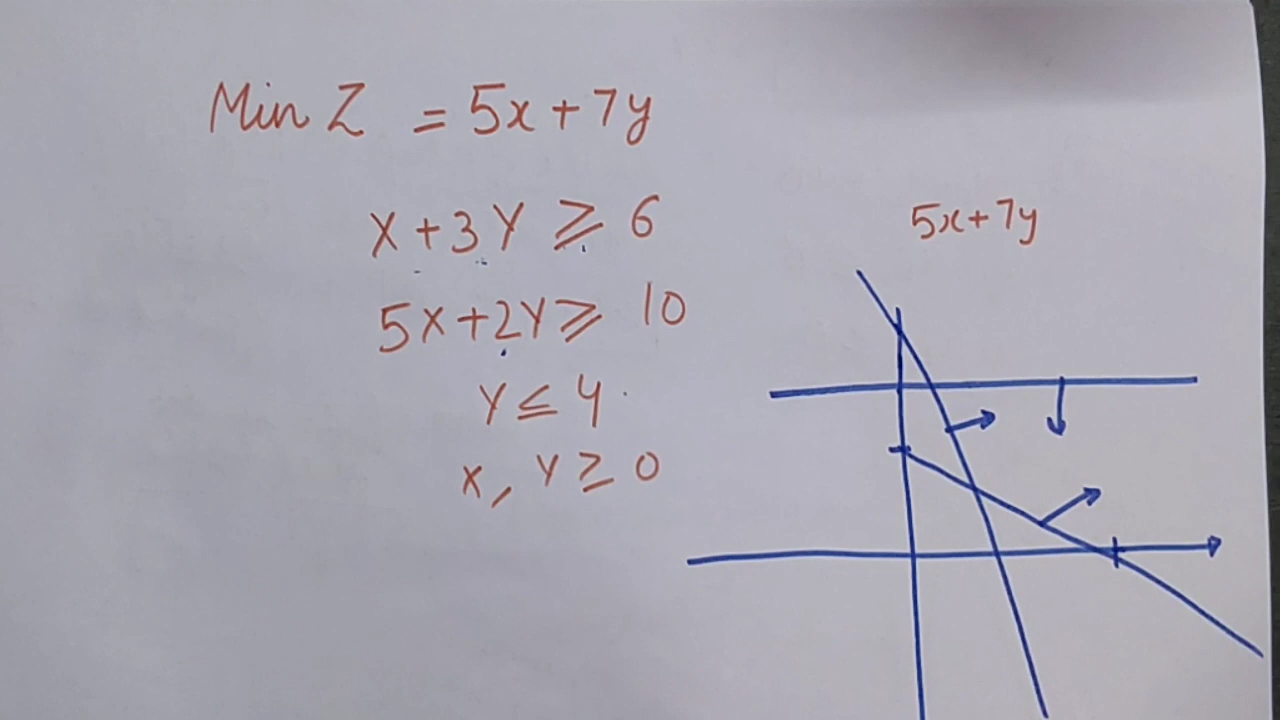 Min Z = 5x+7y
X+3Y ≥ 6
5X+2Y ≥ 10
Y ≤ 4
x, Y ≥ 0
5x+7y